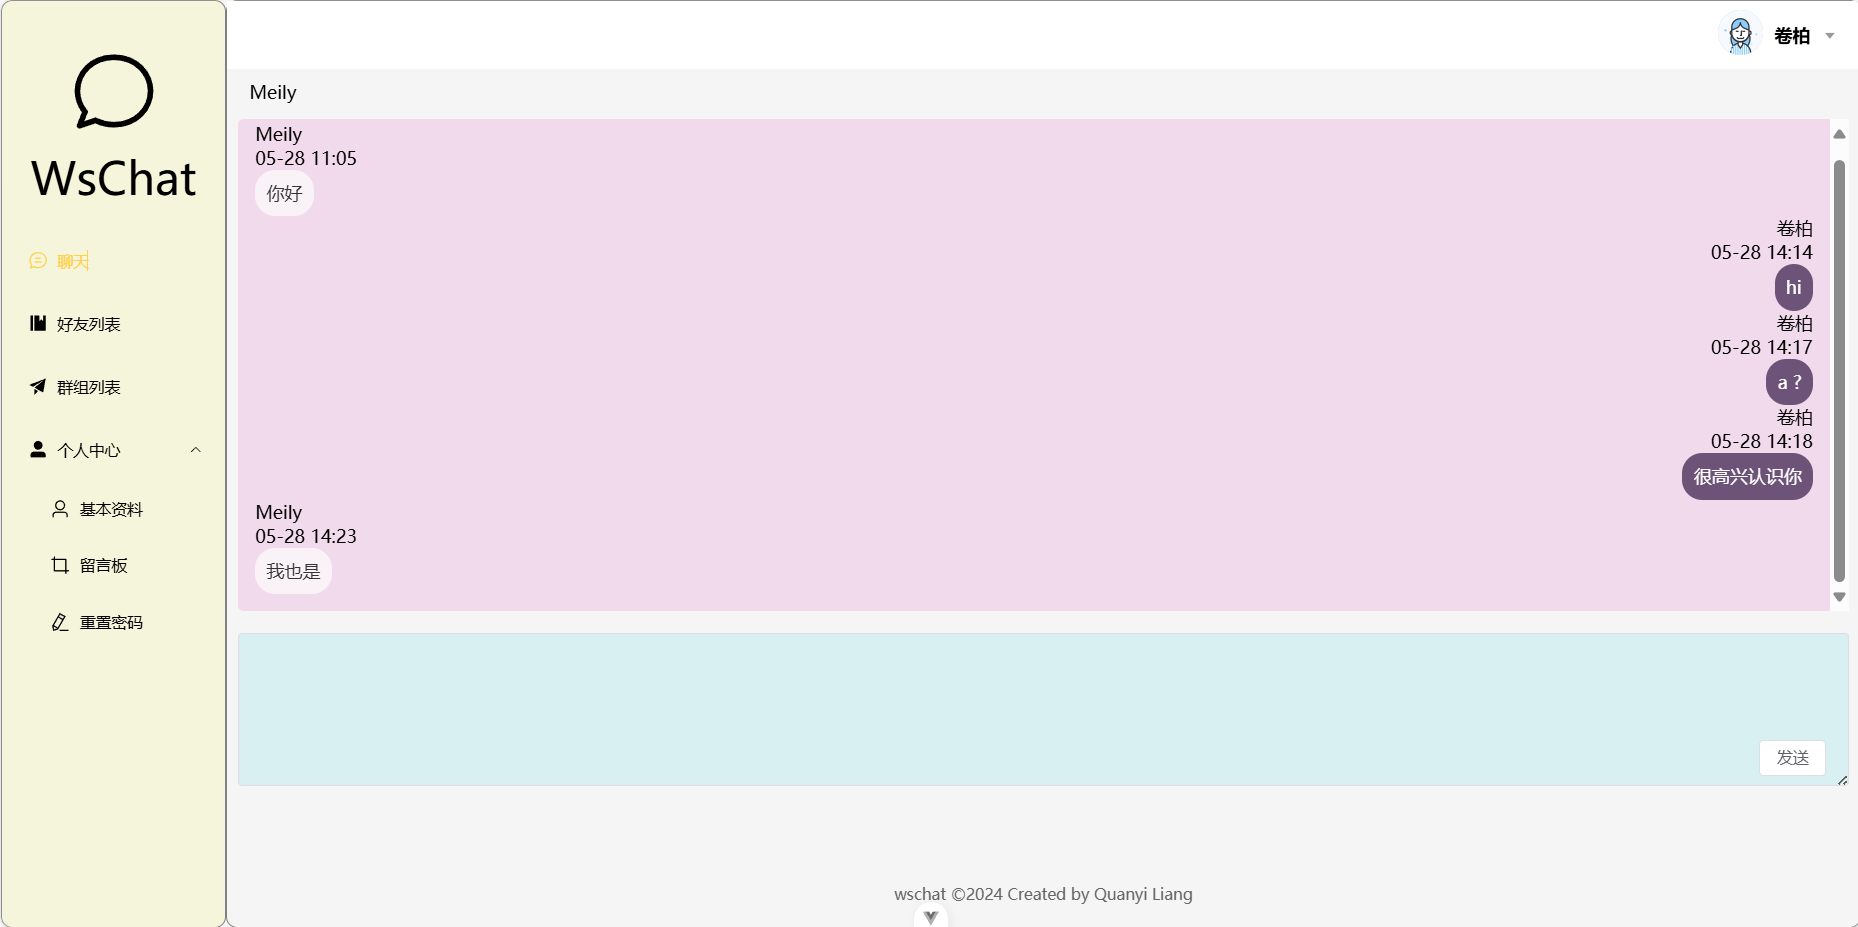 WsChat
聊天
好友列表
群组列表
个人中心
基本资料
留言板
重置密码
卷柏
Meily
Meily
05-28 11:05
你好
卷柏
05-28 14:14
hi
卷柏
05-28 14:17
a ?
卷柏
05-28 14:18
很高兴认识你
Meily
05-28 14:23
我也是
发送
wschat ©2024 Created by Quanyi Liang